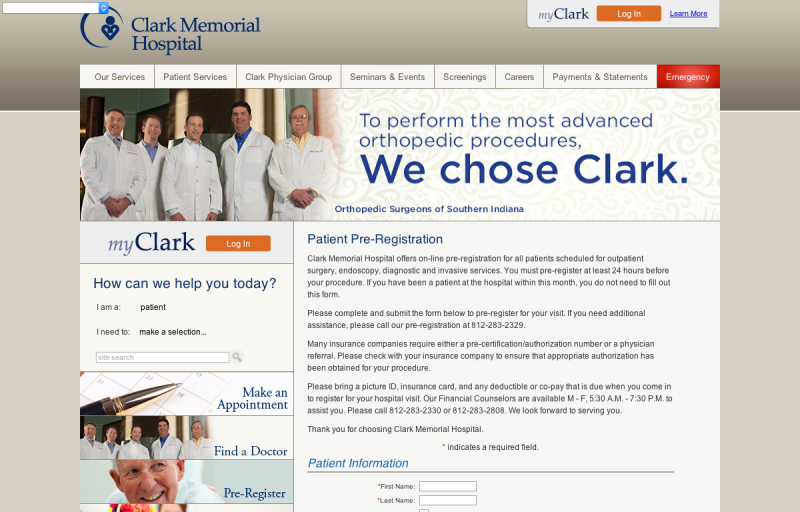 Clark Memorial
Hospital
myClark
Log In
Learn More
Our Services
Patient Services
Clark Physician Group
Seminars & Events
Screenings
Careers
Payments & Statements
Emergency
To perform the most advanced
orthopedic procedures,
We chose Clark.
Orthopedic Surgeons of Southern Indiana
myClark
Log In
How can we help you today?
I am a: patient
I need to: make a selection...
site search
Make an
Appointment
Find a Doctor
Pre-Register
Patient Pre-Registration
Clark Memorial Hospital offers on-line pre-registration for all patients scheduled for outpatient
surgery, endoscopy, diagnostic and invasive services. You must pre-register at least 24 hours before
your procedure. If you have been a patient at the hospital within this month, you do not need to fill out
this form.
Please complete and submit the form below to pre-register for your visit. If you need additional
assistance, please call our pre-registration at 812-283-2329.
Many insurance companies require either a pre-certification/authorization number or a physician
referral. Please check with your insurance company to ensure that appropriate authorization has
been obtained for your procedure.
Please bring a picture ID, insurance card, and any deductible or co-pay that is due when you come in
to register for your hospital visit. Our Financial Counselors are available M - F, 5:30 A.M. - 7:30 P.M. to
assist you. Please call 812-283-2330 or 812-283-2808. We look forward to serving you.
Thank you for choosing Clark Memorial Hospital.
* indicates a required field.
Patient Information
*First Name:
*Last Name: